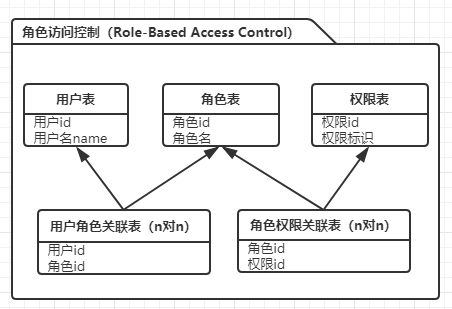 角色访问控制（Role-Based Access Control）
用户表
用户id
用户名name
角色表
角色id
角色名
权限表
权限id
权限标识
用户角色关联表（n对n）
用户id
角色id
角色权限关联表（n对n）
角色id
权限id